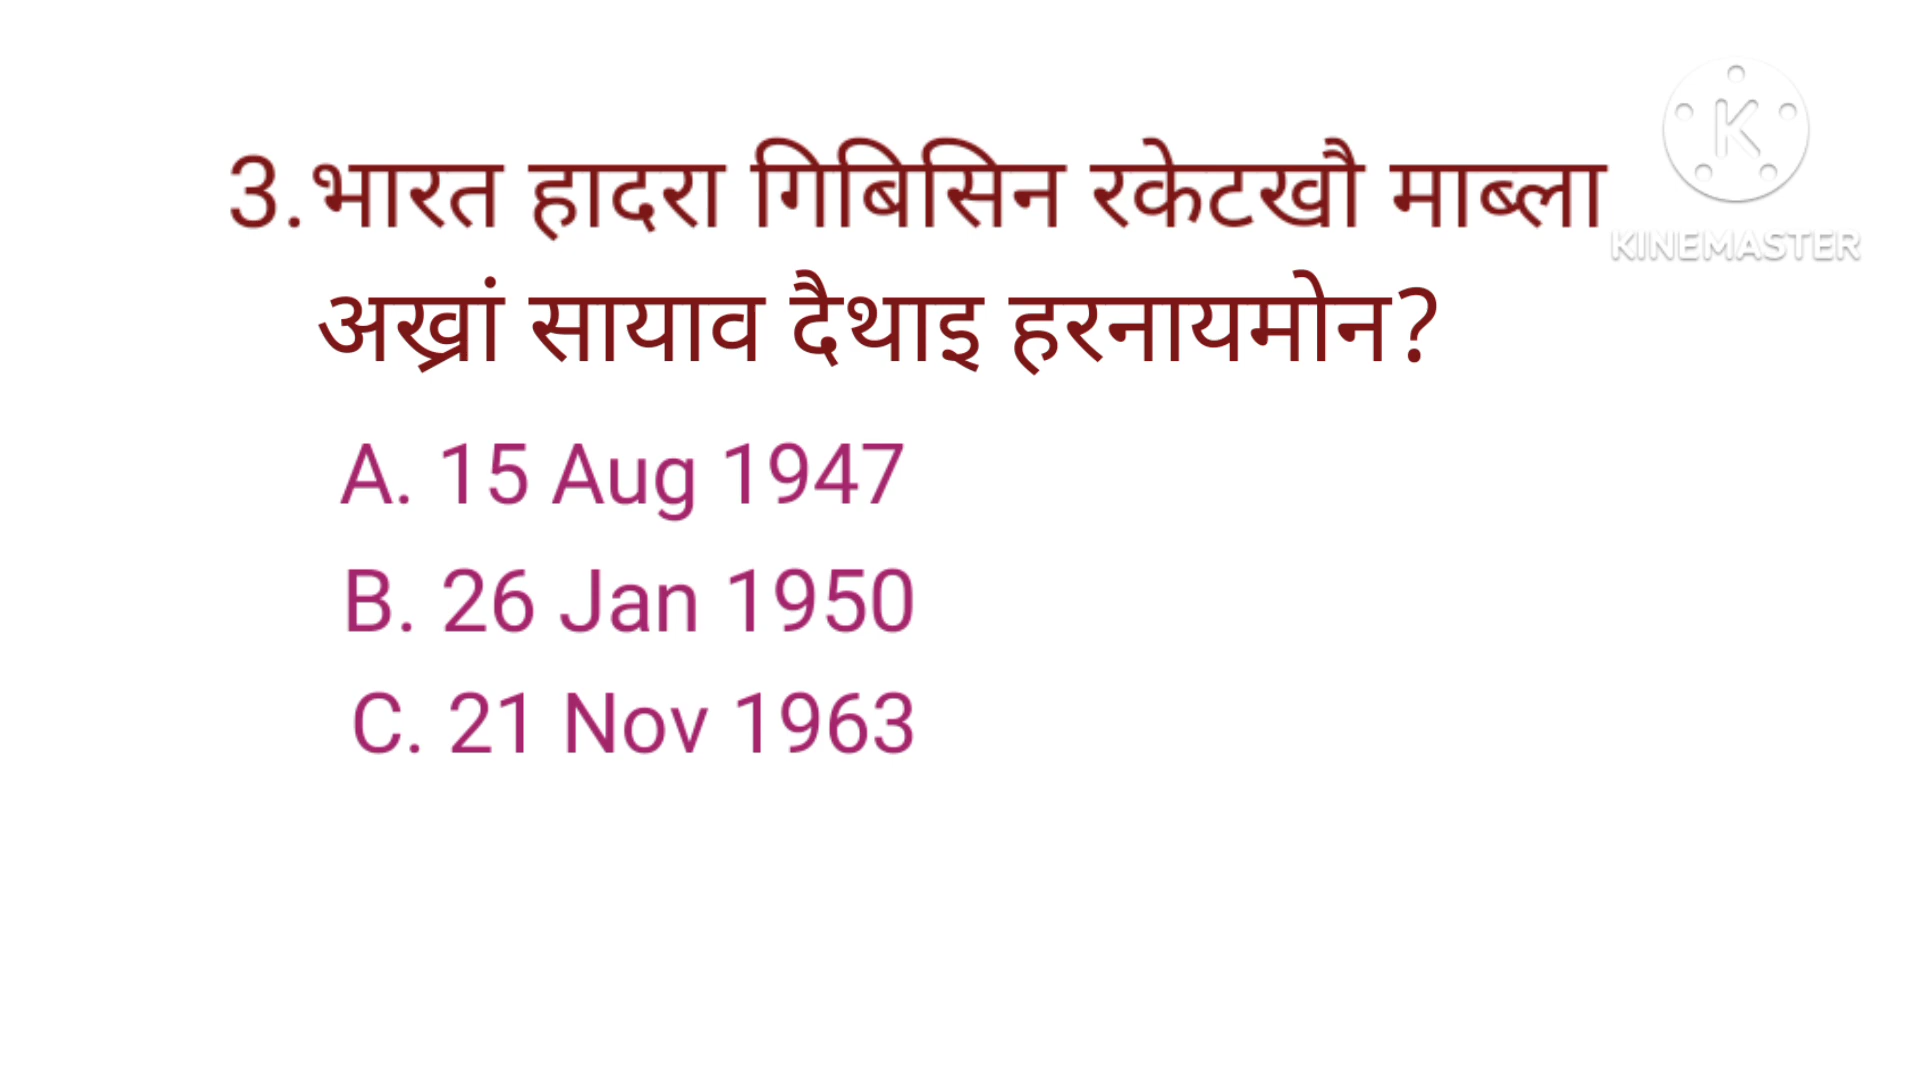 3.भारत हादरा गिबिसिन रकेटखौ माब्ला
अख्रां सायाव दैथाइ हरनायमोन?
A. 15 Aug 1947
B. 26 Jan 1950
C. 21 Nov 1963
K
KINEMASTER